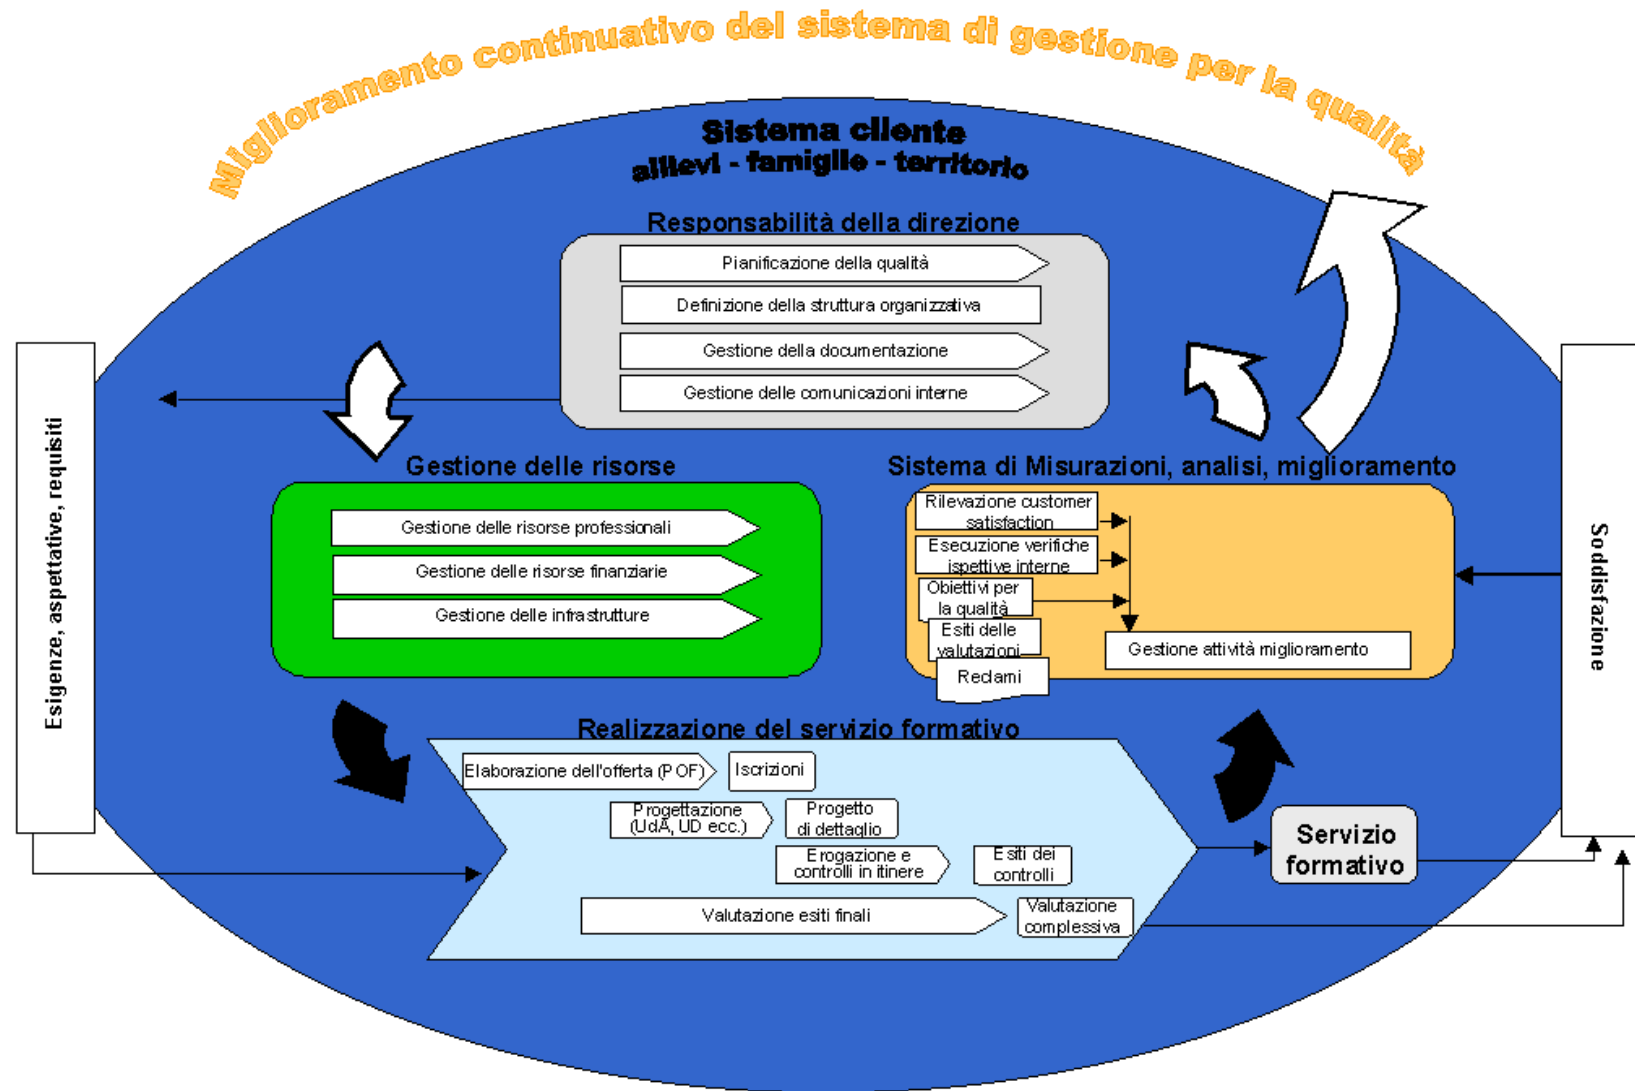 Miglioramento continuativo del sistema di gestione per la qualità
Sistema cliente
allievi - famiglie - territorio
Responsabilità della direzione
Pianificazione della qualità
Definizione della struttura organizzativa
Gestione della documentazione
Gestione delle comunicazioni interne
Esigenze, aspettative, requisiti
Gestione delle risorse
Gestione delle risorse professionali
Gestione delle risorse finanziarie
Gestione delle infrastrutture
Sistema di Misurazioni, analisi, miglioramento
Rilevazione customer
satisfaction
Esecuzione verifiche
ispettive interne
Obiettivi per
la qualità
Esiti delle
valutazioni
Reclami
Gestione attività miglioramento
Soddisfazione
Realizzazione del servizio formativo
Elaborazione dell'offerta (POF)
Iscrizioni
Progettazione
(UdA, UD ecc.)
Progetto
di dettaglio
Erogazione e
controlli in itinere
Esiti dei
controlli
Valutazione esiti finali
Valutazione
complessiva
Servizio
formativo